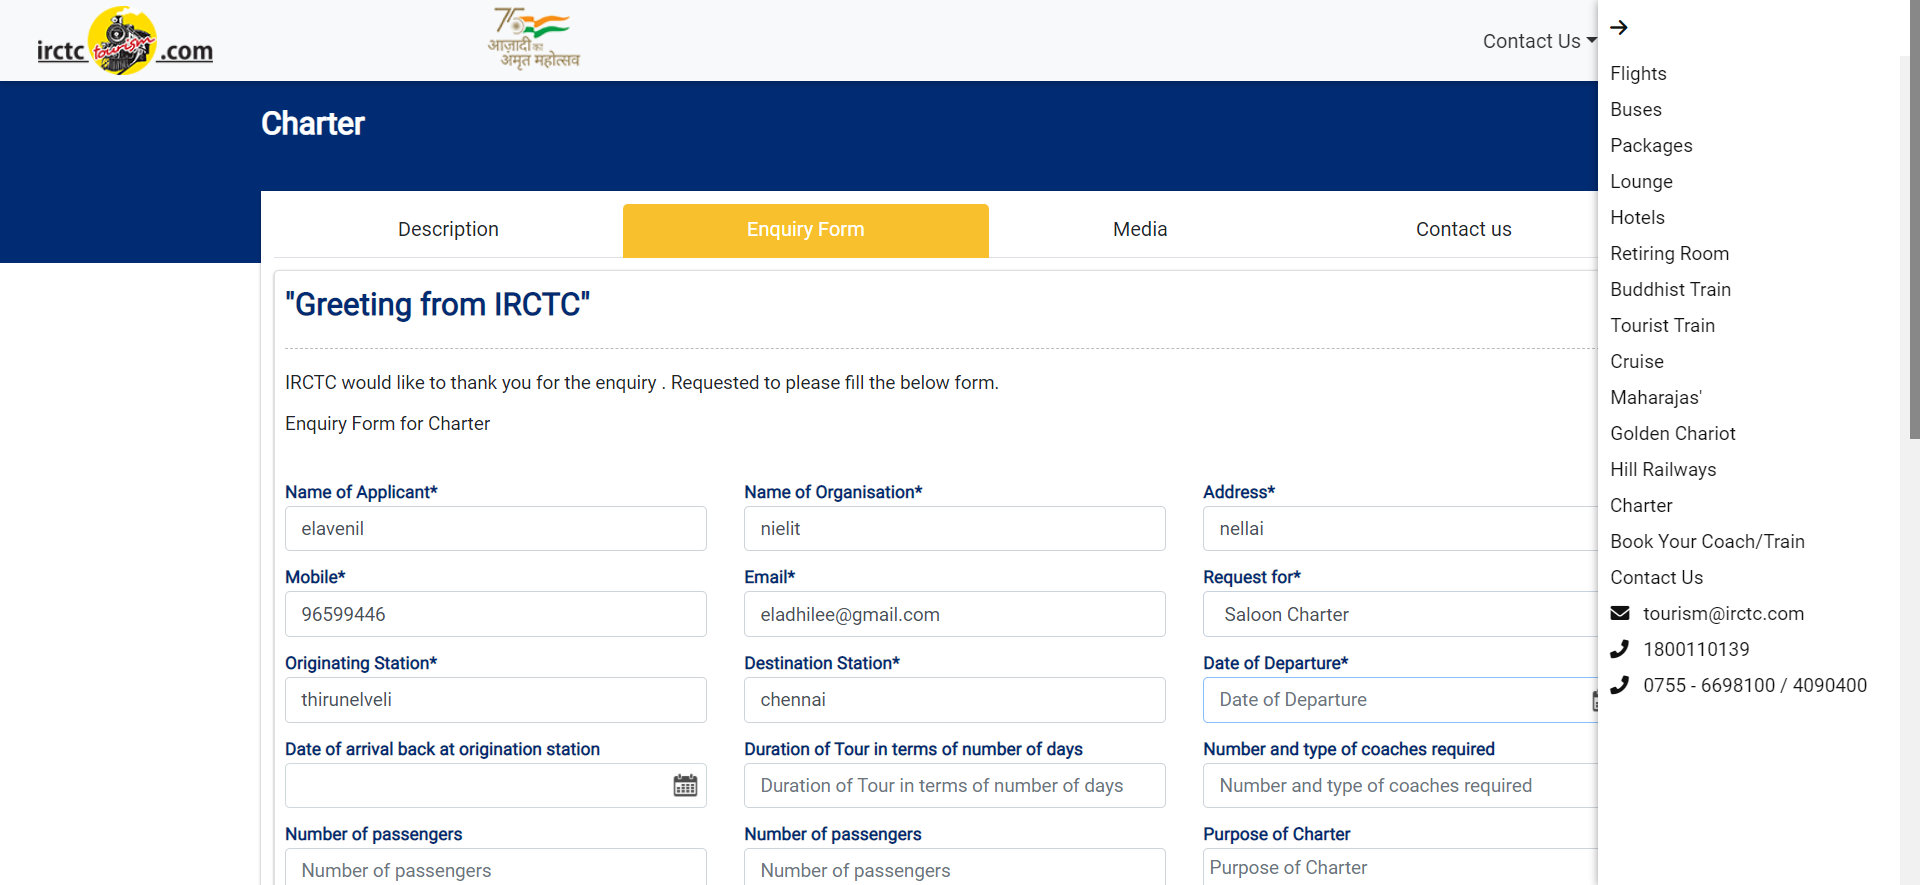 irctc tourism .com
75
आज़ादी का
अमृत महोत्सव
Contact Us
Charter
Description
Enquiry Form
Media
Contact us
"Greeting from IRCTC"
IRCTC would like to thank you for the enquiry . Requested to please fill the below form.
Enquiry Form for Charter
Name of Applicant*
Name of Organisation*
Address*
elavenil
nielit
nellai
Mobile*
Email*
Request for*
96599446
eladhilee@gmail.com
Saloon Charter
Originating Station*
Destination Station*
Date of Departure*
thirunelveli
chennai
Date of Departure
Date of arrival back at origination station
Duration of Tour in terms of number of days
Number and type of coaches required
Duration of Tour in terms of number of days
Number and type of coaches required
Number of passengers
Number of passengers
Purpose of Charter
Number of passengers
Number of passengers
Purpose of Charter
Flights
Buses
Packages
Lounge
Hotels
Retiring Room
Buddhist Train
Tourist Train
Cruise
Maharajas'
Golden Chariot
Hill Railways
Charter
Book Your Coach/Train
Contact Us
tourism@irctc.com
1800110139
0755 - 6698100 / 4090400